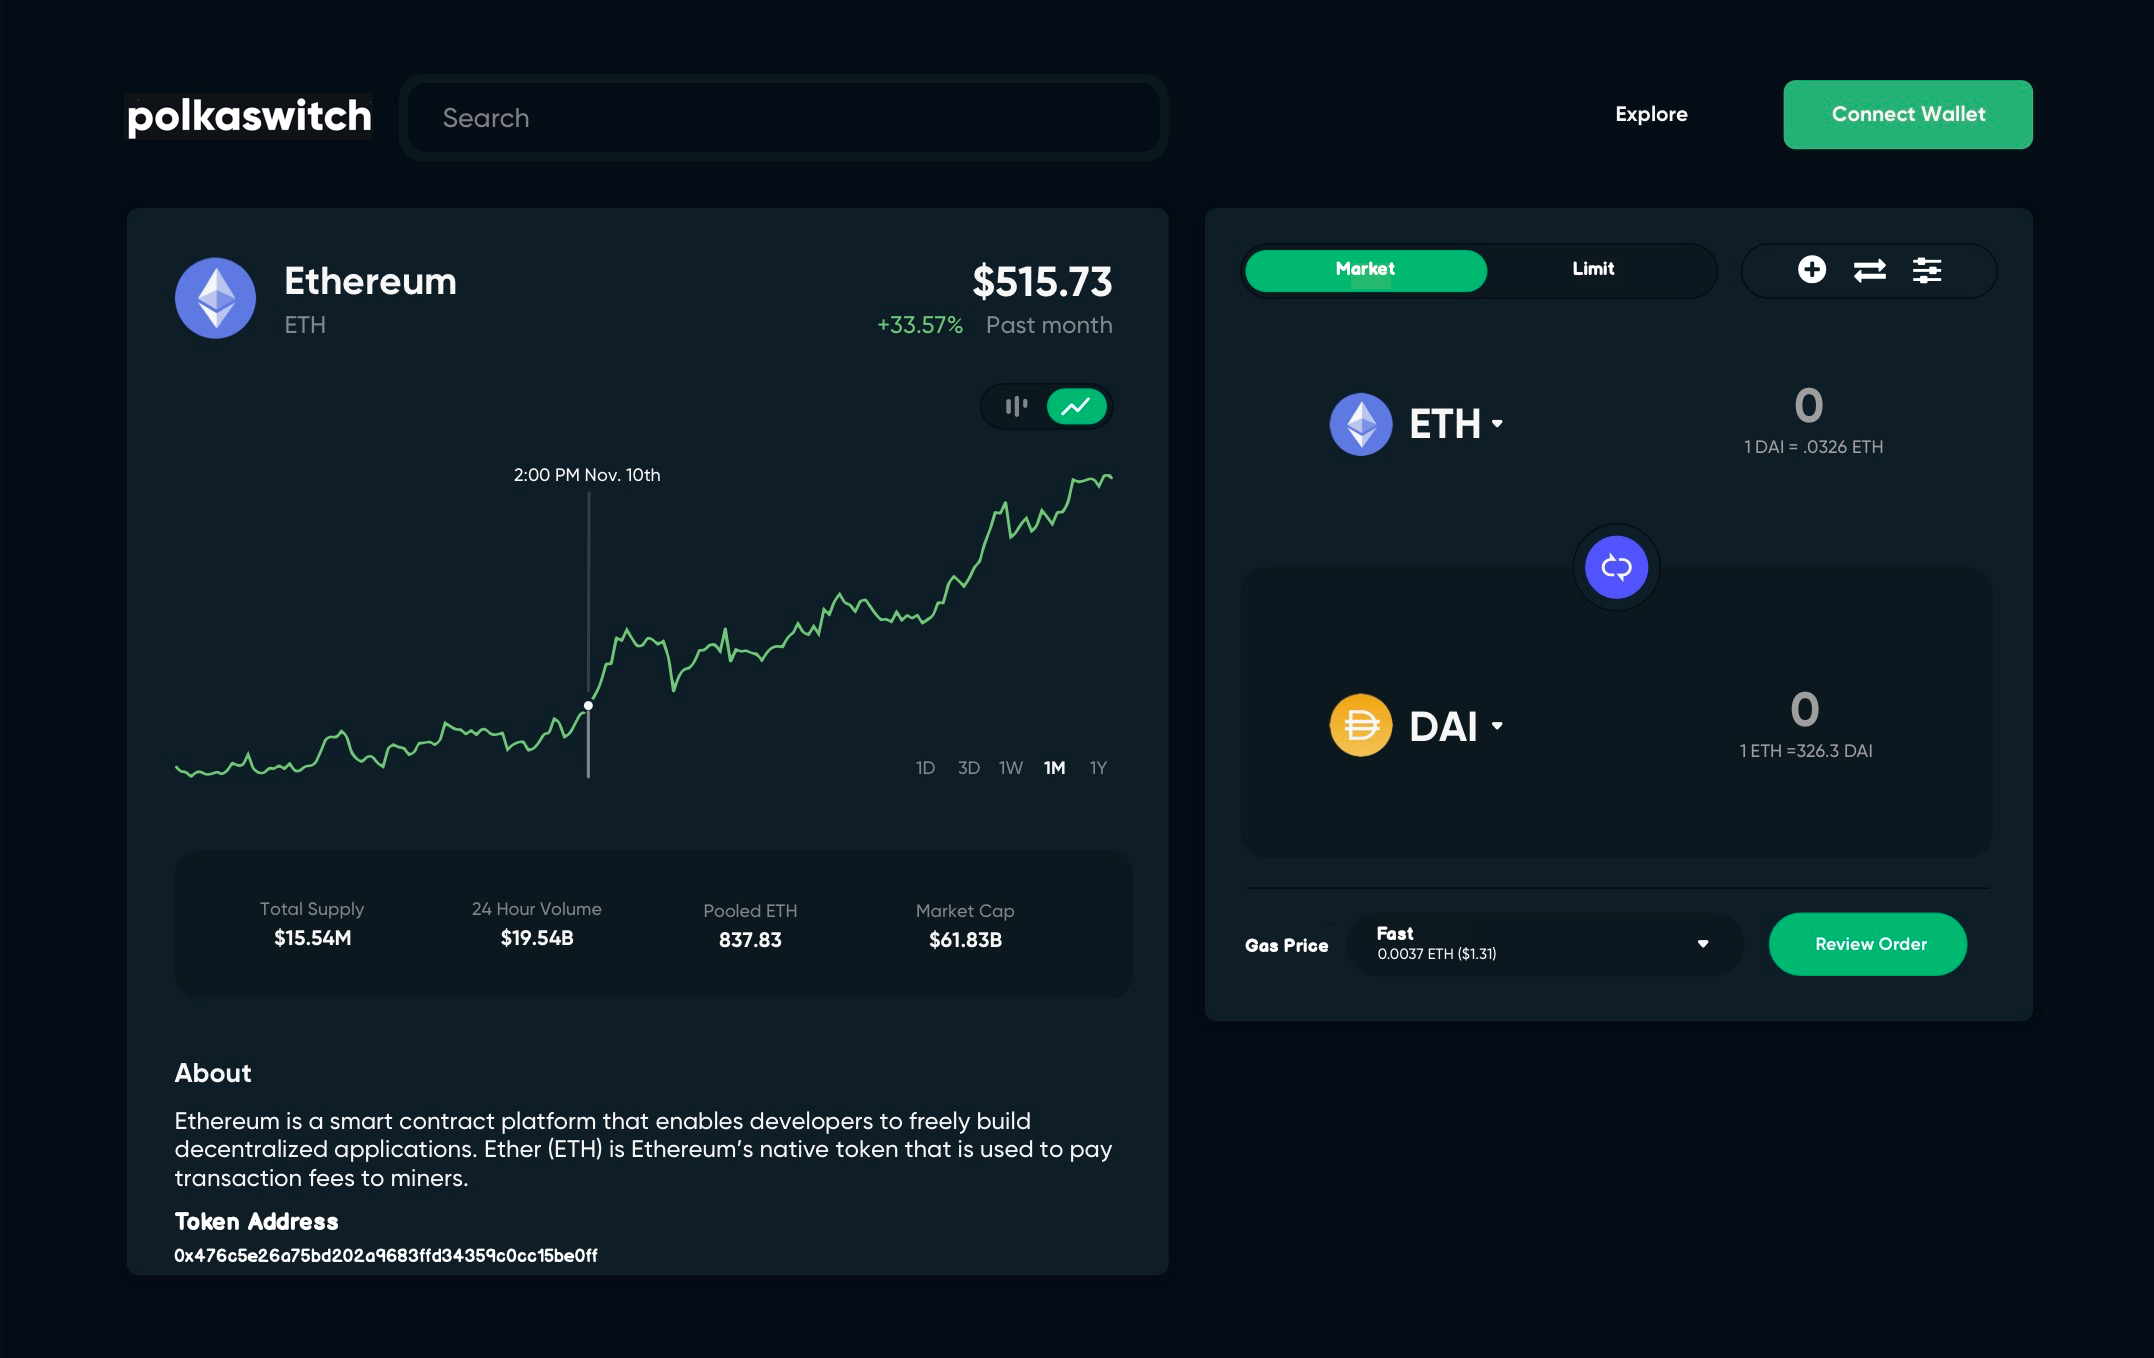 polkaswitch
Search
Explore
Connect Wallet
Ethereum
ETH
$515.73
+33.57% Past month
2:00 PM Nov. 10th
1D 3D 1W 1M 1Y
Total Supply
$15.54M
24 Hour Volume
$19.54B
Pooled ETH
837.83
Market Cap
$61.83B
About
Ethereum is a smart contract platform that enables developers to freely build
decentralized applications. Ether (ETH) is Ethereum’s native token that is used to pay
transaction fees to miners.
Token Address
0x476c5e26a75bd202a9683ffd34359c0cc15be0ff
Market
Limit
ETH
0
1 DAI = .0326 ETH
DAI
0
1 ETH =326.3 DAI
Gas Price
Fast
0.0037 ETH ($1.31)
Review Order